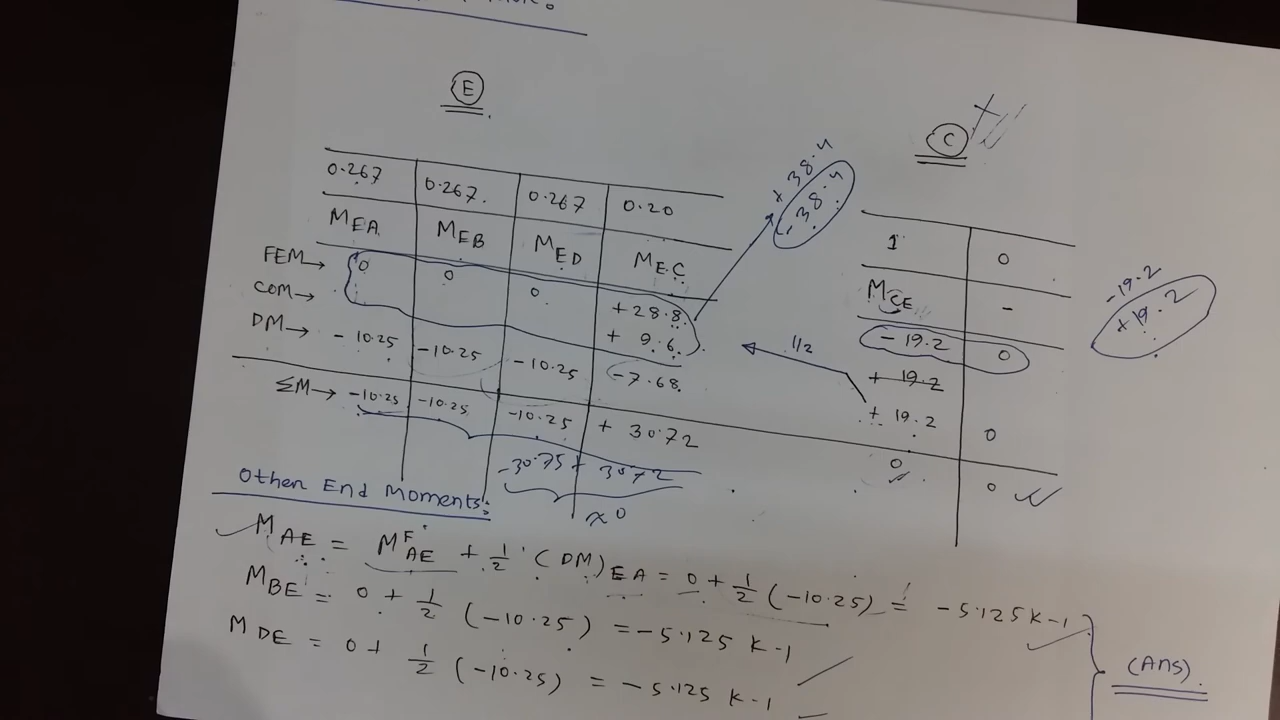 E
C
0.267 0.267. 0.267 0.20
1 0
MEA MEB MED MEC
MCE -
FEM→ 0 0 0. +28.8
-19.2 0
COM→ + 9.6
+ 19.2
DM→ -10.25 -10.25 -10.25 -7.68
+ 19.2 0
ΣM→ -10.25 -10.25 -10.25 + 30.72
0 0
+ 38.4
-38.4
1/2
-19.2
+19.2
-30.75 + 30.72
≈0
Other End Moments:
MAE = M^F AE + 1/2 (DM)EA = 0 + 1/2 (-10.25) = -5.125 K-1
MBE = 0 + 1/2 (-10.25) = -5.125 K-1
MDE = 0 + 1/2 (-10.25) = -5.125 K-1
(Ans)